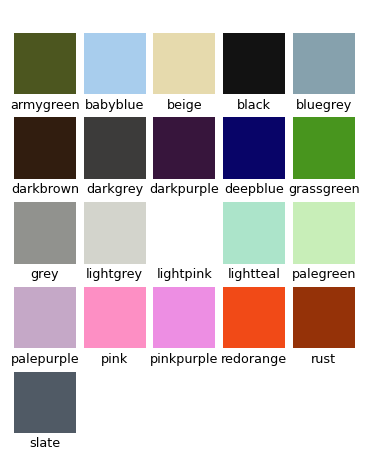 armygreen babyblue beige black bluegrey
darkbrown darkgrey darkpurple deepblue grassgreen
grey lightgrey lightpink lightteal palegreen
palepurple pink pinkpurple redorange rust
slate